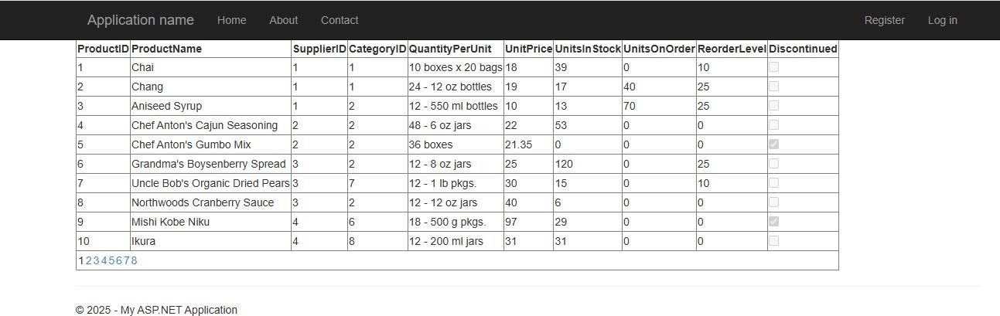 Application name Home About Contact Register Log in
ProductID ProductName SupplierID CategoryID QuantityPerUnit UnitPrice UnitsInStock UnitsOnOrder ReorderLevel Discontinued
1 Chai 1 1 10 boxes x 20 bags 18 39 0 10
2 Chang 1 1 24 - 12 oz bottles 19 17 40 25
3 Aniseed Syrup 1 2 12 - 550 ml bottles 10 13 70 25
4 Chef Anton's Cajun Seasoning 2 2 48 - 6 oz jars 22 53 0 0
5 Chef Anton's Gumbo Mix 2 2 36 boxes 21.35 0 0 0
6 Grandma's Boysenberry Spread 3 2 12 - 8 oz jars 25 120 0 25
7 Uncle Bob's Organic Dried Pears 3 7 12 - 1 lb pkgs. 30 15 0 10
8 Northwoods Cranberry Sauce 3 2 12 - 12 oz jars 40 6 0 0
9 Mishi Kobe Niku 4 6 18 - 500 g pkgs. 97 29 0 0
10 Ikura 4 8 12 - 200 ml jars 31 31 0 0
1 2 3 4 5 6 7 8
© 2025 - My ASP.NET Application